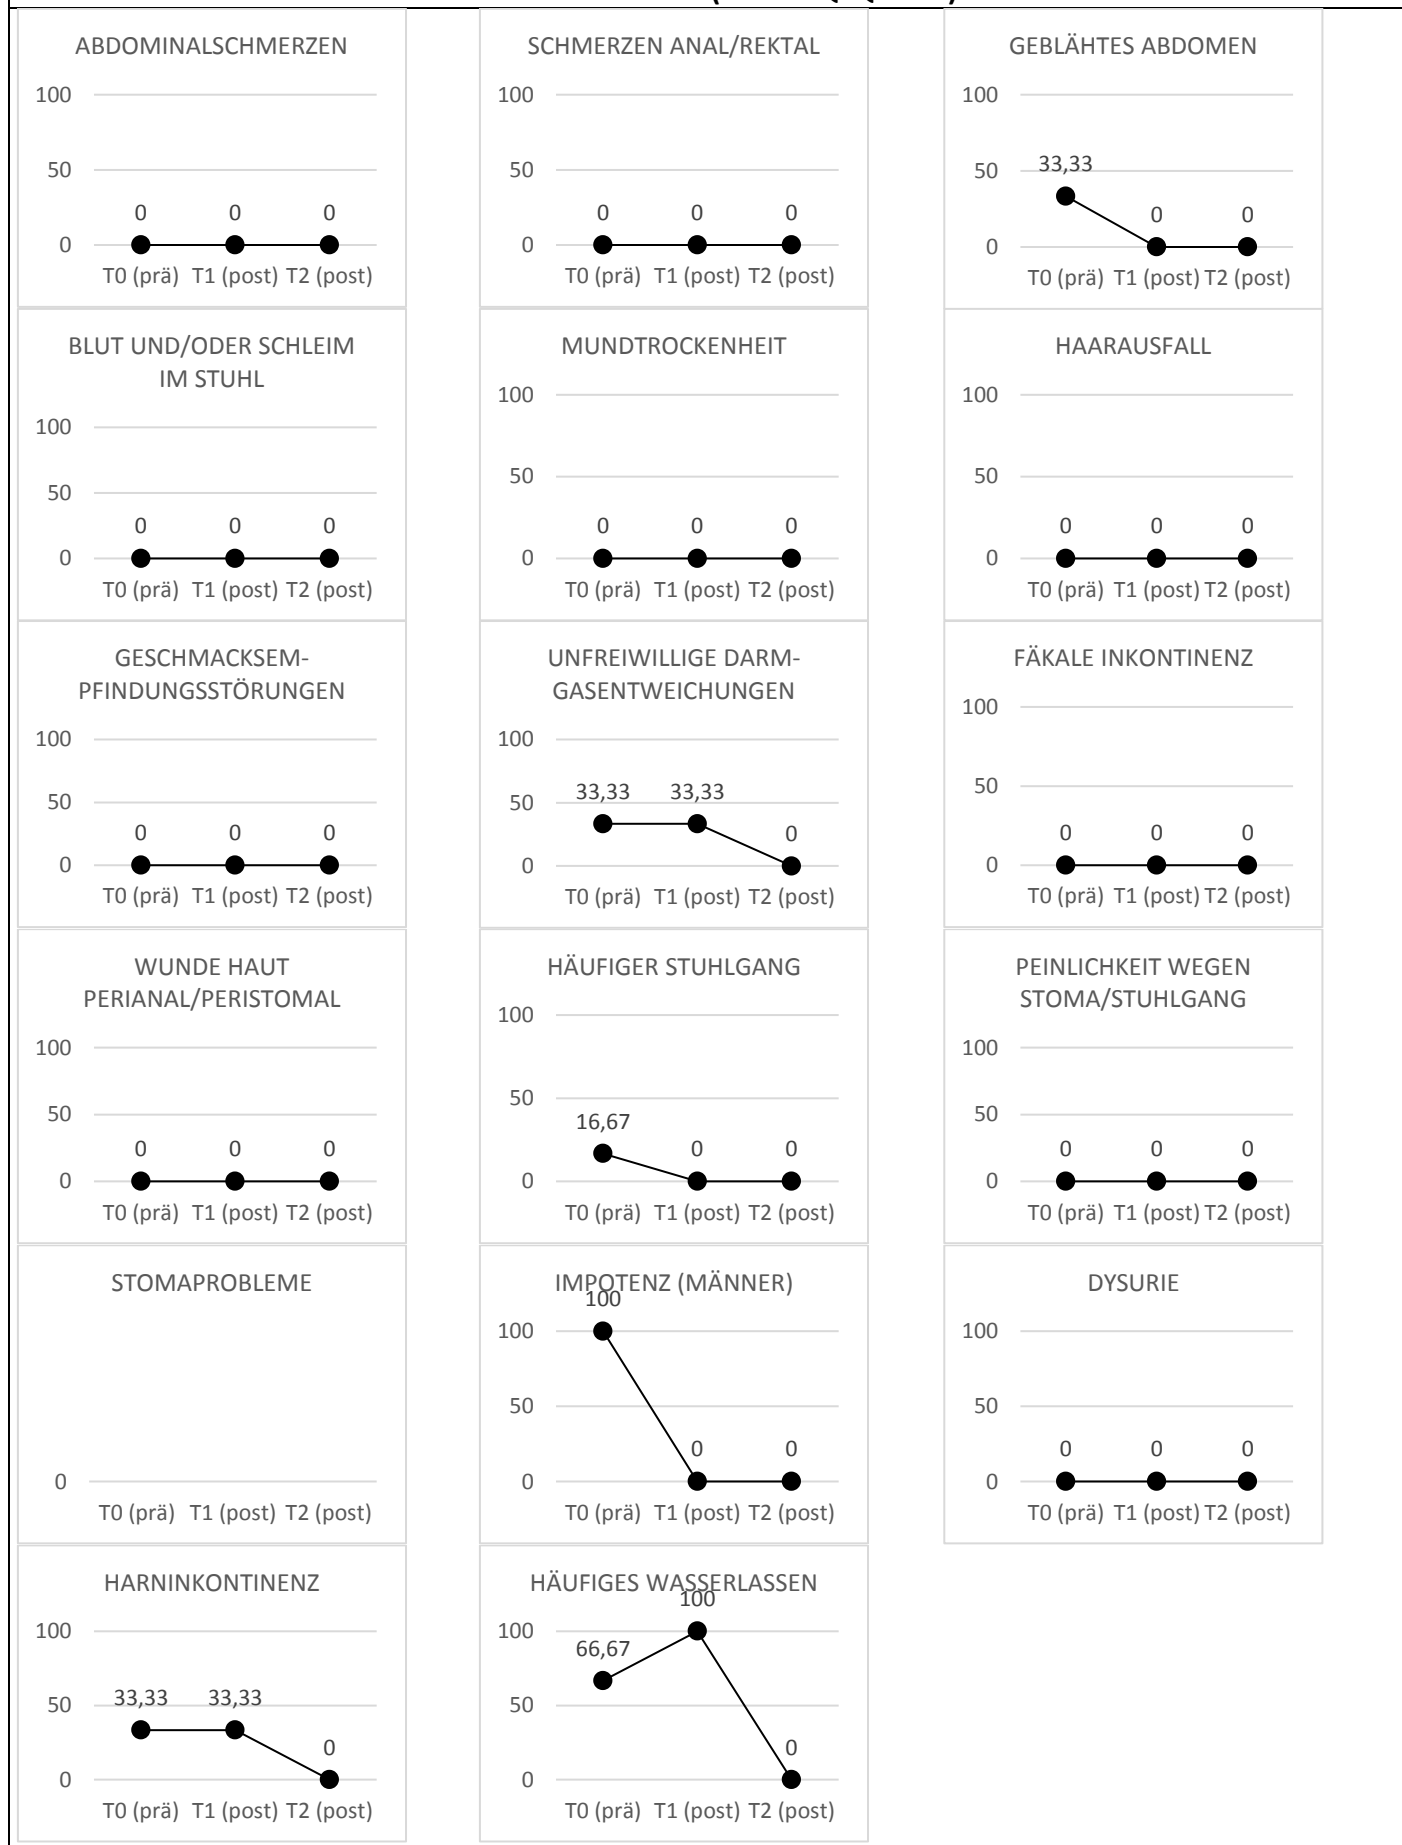 ABDOMINALSCHMERZEN
100
50
0 0 0
0
T0 (prä) T1 (post) T2 (post)
SCHMERZEN ANAL/REKTAL
100
50
0 0 0
0
T0 (prä) T1 (post) T2 (post)
GEBLÄHTES ABDOMEN
100
50
33,33
0 0
0
T0 (prä) T1 (post) T2 (post)
BLUT UND/ODER SCHLEIM
IM STUHL
100
50
0 0 0
0
T0 (prä) T1 (post) T2 (post)
MUNDTROCKENHEIT
100
50
0 0 0
0
T0 (prä) T1 (post) T2 (post)
HAARAUSFALL
100
50
0 0 0
0
T0 (prä) T1 (post) T2 (post)
GESCHMACKSEM-
PFINDUNGSSTÖRUNGEN
100
50
0 0 0
0
T0 (prä) T1 (post) T2 (post)
UNFREIWILLIGE DARM-
GASENTWEICHUNGEN
100
33,33 33,33
50
0
0
T0 (prä) T1 (post) T2 (post)
FÄKALE INKONTINENZ
100
50
0 0 0
0
T0 (prä) T1 (post) T2 (post)
WUNDE HAUT
PERIANAL/PERISTOMAL
100
50
0 0 0
0
T0 (prä) T1 (post) T2 (post)
HÄUFIGER STUHLGANG
100
50
16,67
0 0
0
T0 (prä) T1 (post) T2 (post)
PEINLICHKEIT WEGEN
STOMA/STUHLGANG
100
50
0 0 0
0
T0 (prä) T1 (post) T2 (post)
STOMAPROBLEME
0
T0 (prä) T1 (post) T2 (post)
IMPOTENZ (MÄNNER)
100
100
50
0 0
0
T0 (prä) T1 (post) T2 (post)
DYSURIE
100
50
0 0 0
0
T0 (prä) T1 (post) T2 (post)
HARNINKONTINENZ
100
33,33 33,33
50
0
0
T0 (prä) T1 (post) T2 (post)
HÄUFIGES WASSERLASSEN
100
100
66,67
50
0
0
T0 (prä) T1 (post) T2 (post)